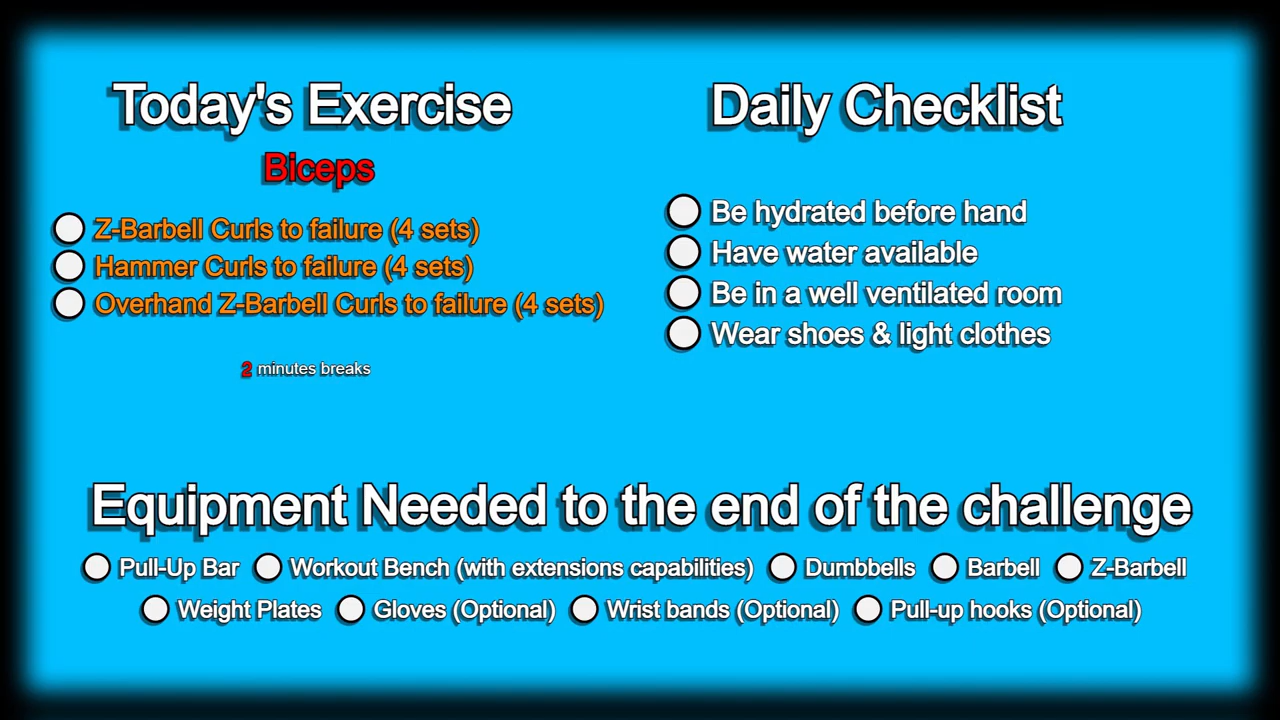 Today's Exercise
Biceps
Z-Barbell Curls to failure (4 sets)
Hammer Curls to failure (4 sets)
Overhand Z-Barbell Curls to failure (4 sets)
2 minutes breaks
Daily Checklist
Be hydrated before hand
Have water available
Be in a well ventilated room
Wear shoes & light clothes
Equipment Needed to the end of the challenge
Pull-Up Bar Workout Bench (with extensions capabilities) Dumbbells Barbell Z-Barbell
Weight Plates Gloves (Optional) Wrist bands (Optional) Pull-up hooks (Optional)